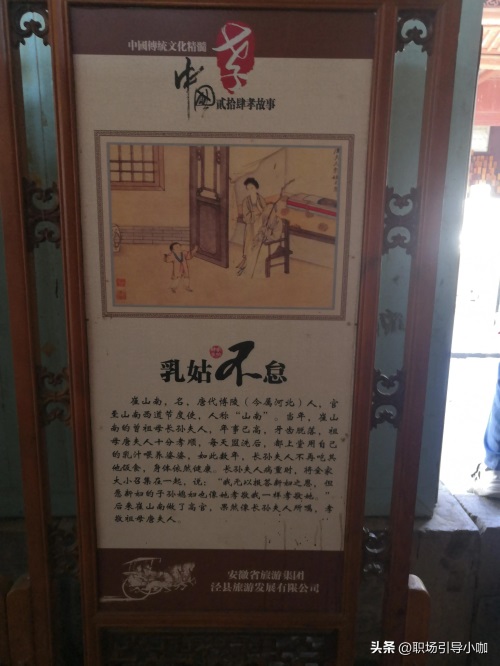 中國傳統文化精髓
孝
中國貳拾肆孝故事
乳姑不怠
崔山南,名,唐代博陵(今属河北)人,官
至山南西道节度使,人称“山南”。当年,崔山
南的曾祖母长孙夫人,年事已高,牙齿脱落,祖
母唐夫人十分孝顺,每天盥洗后,都上堂用自己
的乳汁喂养婆婆,如此数年,长孙夫人不再吃其
他饭食,身体依然健康。长孙夫人病重时,将全家
大小召集在一起,说:“我无以报答新妇之恩,但
愿新妇的子孙媳妇也像她孝敬我一样孝敬她。”
后来崔山南做了高官,果然像长孙夫人所嘱,孝
敬祖母唐夫人。
安徽省旅游集团
泾县旅游发展有限公司
头条 @职场引导小咖